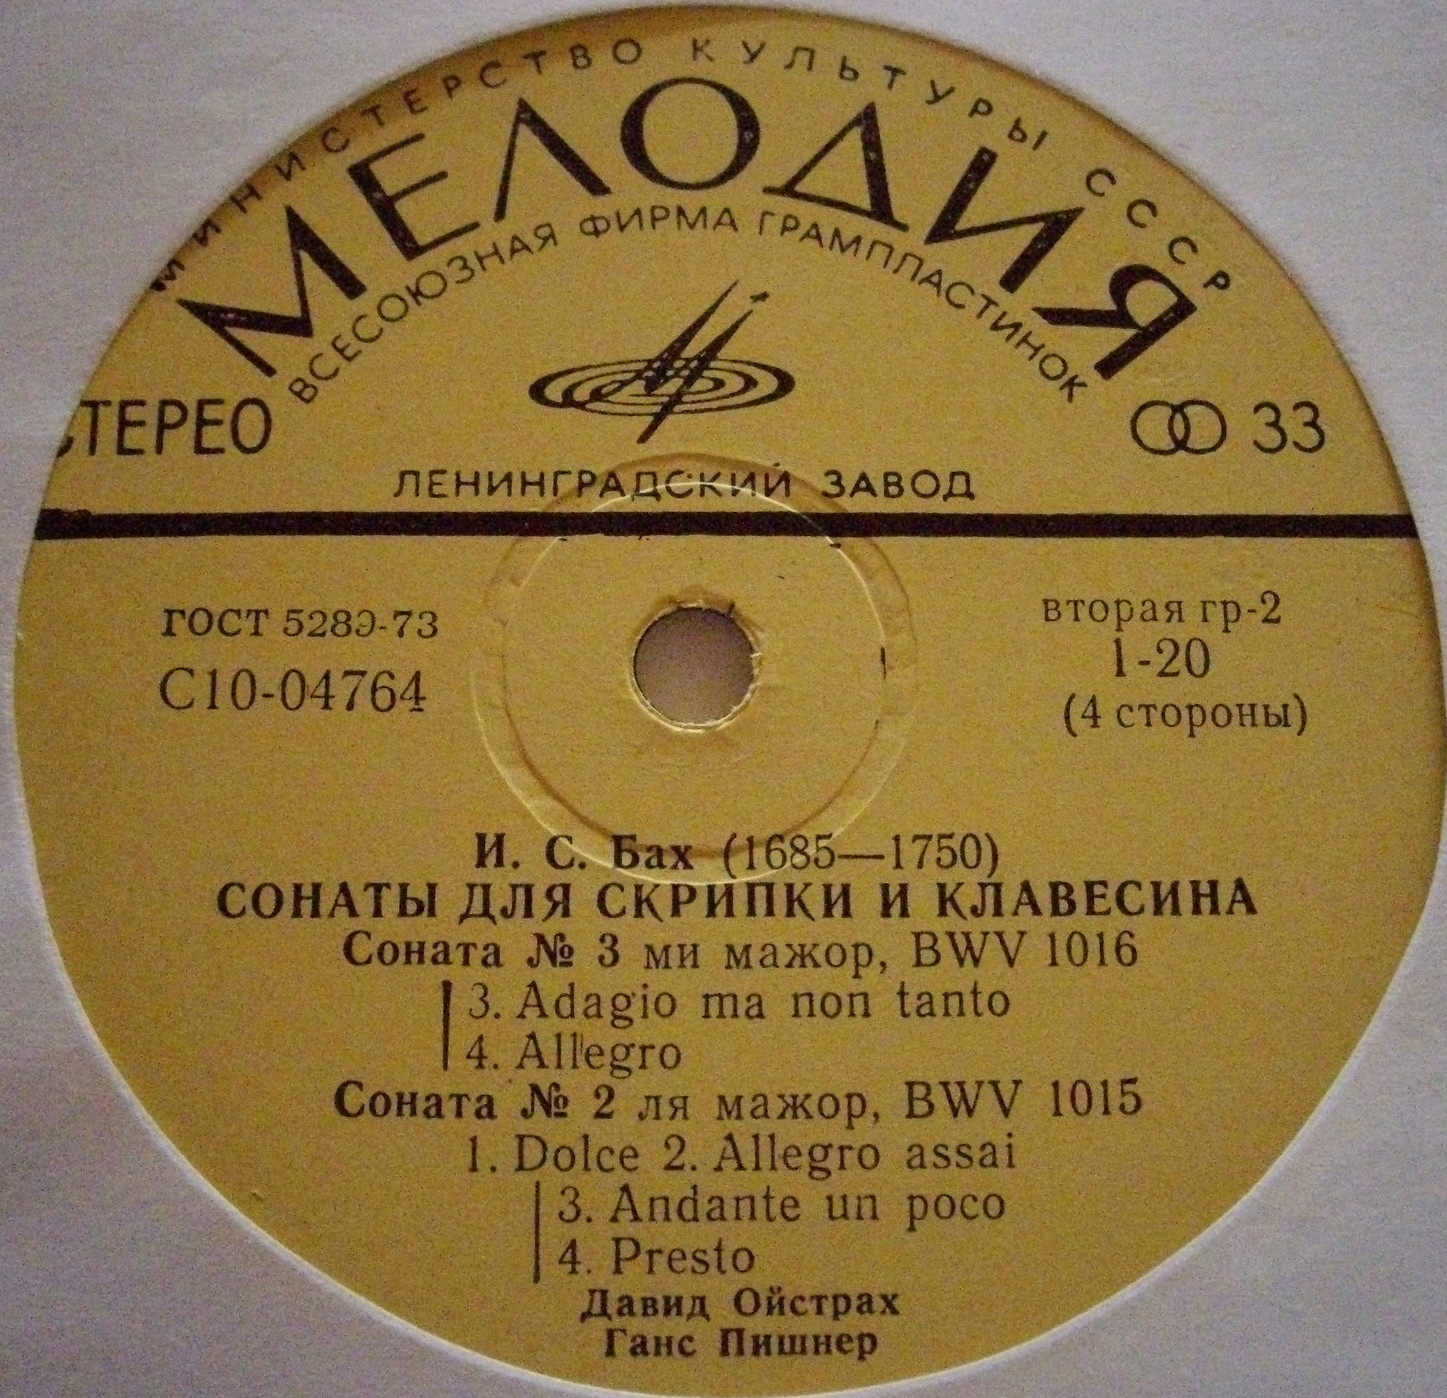 МИНИСТЕРСТВО КУЛЬТУРЫ СССР
МЕЛОДИЯ
ВСЕСОЮЗНАЯ ФИРМА ГРАМПЛАСТИНОК
СТЕРЕО
33
ЛЕНИНГРАДСКИЙ ЗАВОД
ГОСТ 5289-73
С10-04764
вторая гр-2
1-20
(4 стороны)
И. С. Бах (1685—1750)
СОНАТЫ ДЛЯ СКРИПКИ И КЛАВЕСИНА
Соната № 3 ми мажор, BWV 1016
3. Adagio ma non tanto
4. Allegro
Соната № 2 ля мажор, BWV 1015
1. Dolce 2. Allegro assai
3. Andante un poco
4. Presto
Давид Ойстрах
Ганс Пишнер